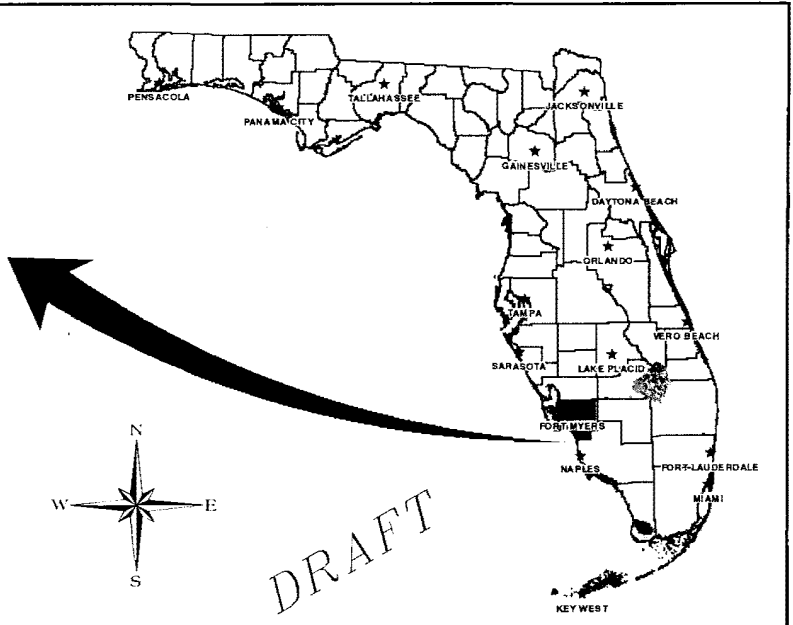 PENSACOLA
TALLAHASSEE
PANAMA CITY
JACKSONVILLE
GAINESVILLE
DAYTONA BEACH
ORLANDO
TAMPA
VERO BEACH
SARASOTA
LAKE PLACID
FORT MYERS
NAPLES
FORT LAUDERDALE
MIAMI
KEY WEST
N
W
E
S
DRAFT